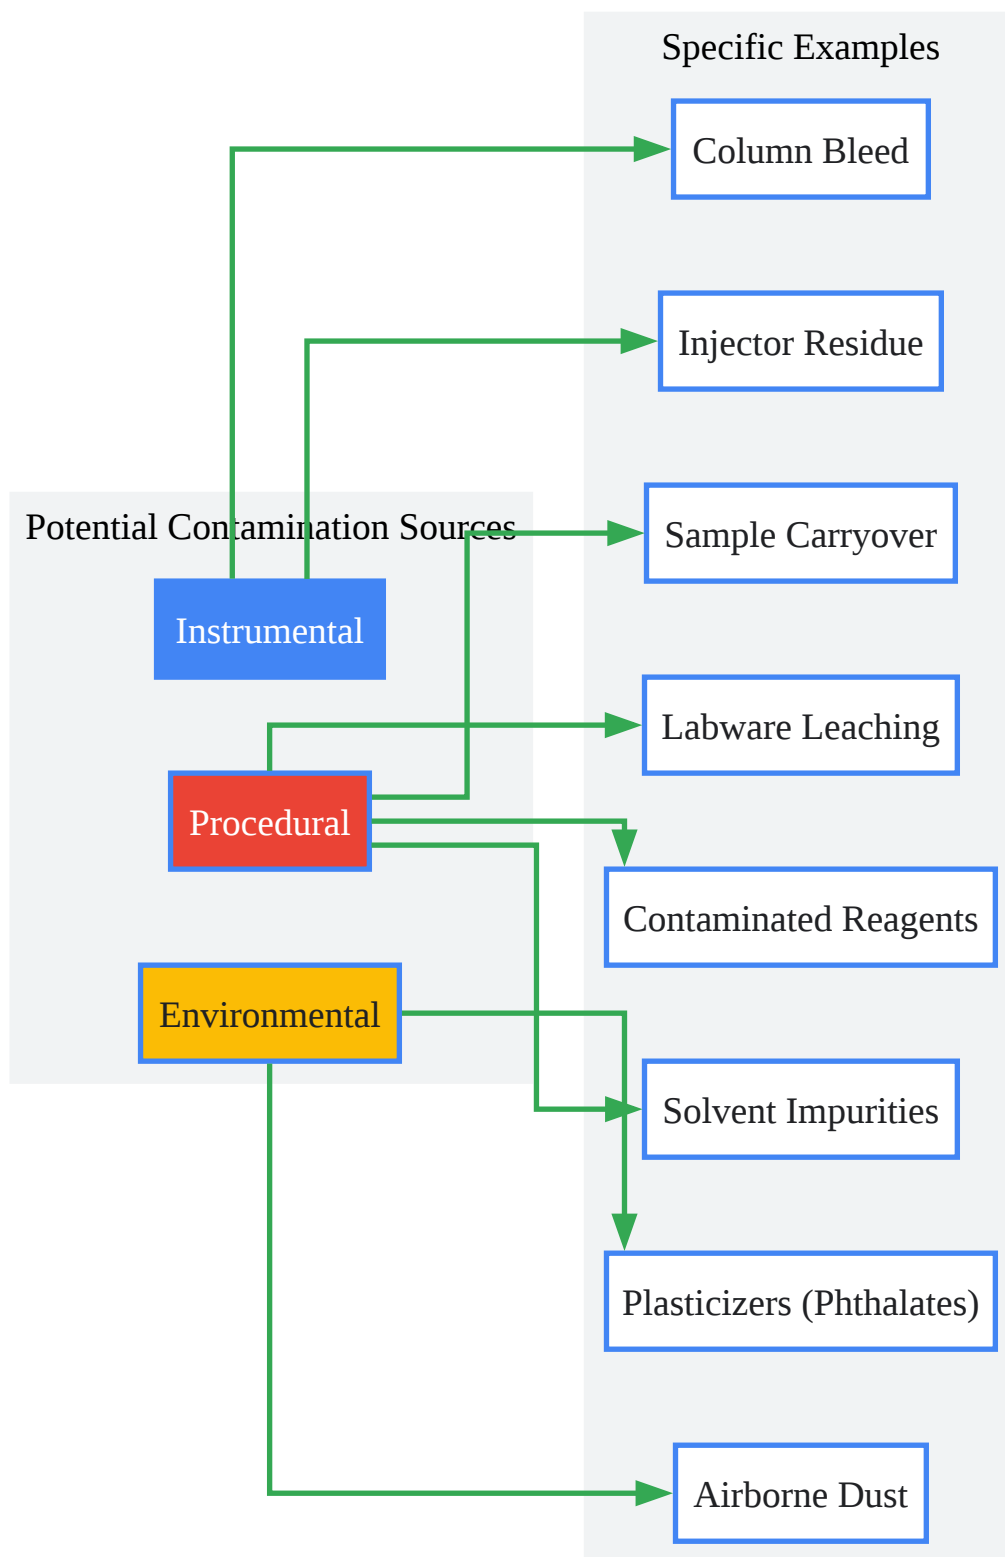 Specific Examples
Column Bleed
Injector Residue
Potential Contamination Sources
Sample Carryover
Instrumental
Labware Leaching
Procedural
Contaminated Reagents
Environmental
Solvent Impurities
Plasticizers (Phthalates)
Airborne Dust